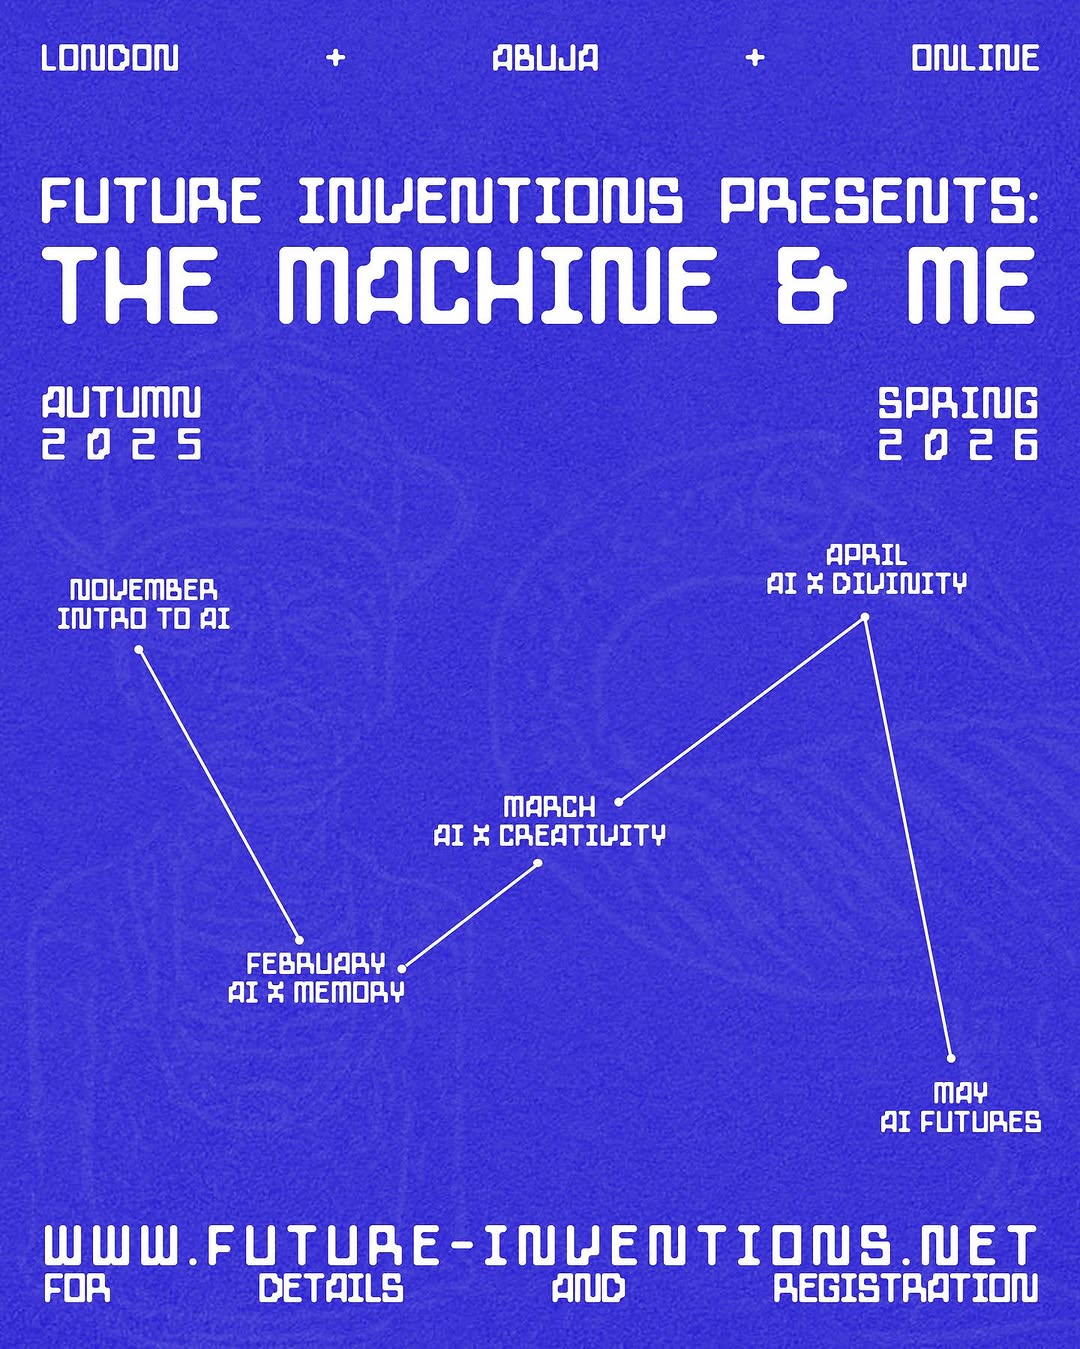 LONDON + ABUJA + ONLINE
FUTURE INVENTIONS PRESENTS:
THE MACHINE & ME
AUTUMN
2025
SPRING
2026
APRIL
AI X DIVINITY
NOVEMBER
INTRO TO AI
MARCH
AI X CREATIVITY
FEBRUARY
AI X MEMORY
MAY
AI FUTURES
WWW.FUTURE-INVENTIONS.NET
FOR DETAILS AND REGISTRATION